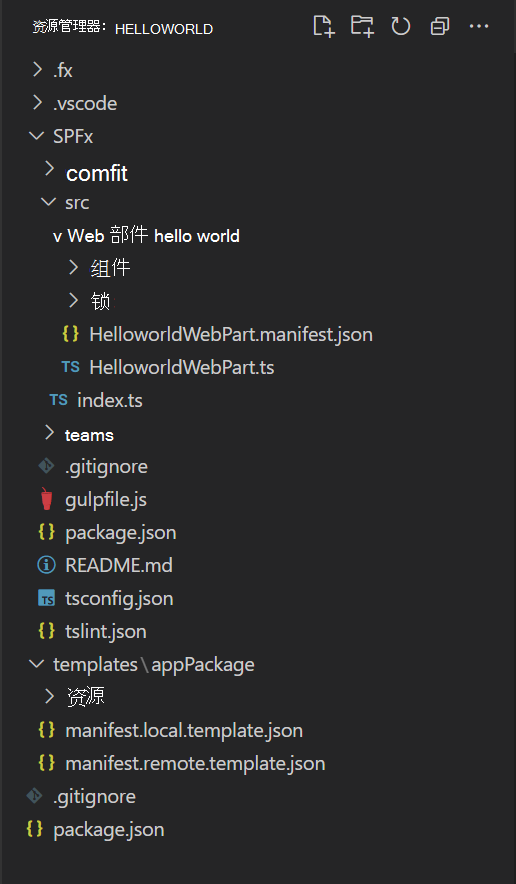 资源管理器: HELLOWORLD
.fx
.vscode
SPFx
comfit
src
v Web 部件 hello world
组件
锁
{} HelloworldWebPart.manifest.json
TS HelloworldWebPart.ts
TS index.ts
teams
.gitignore
gulpfile.js
{} package.json
README.md
TS tsconfig.json
{} tslint.json
templates\appPackage
资源
{} manifest.local.template.json
{} manifest.remote.template.json
.gitignore
{} package.json